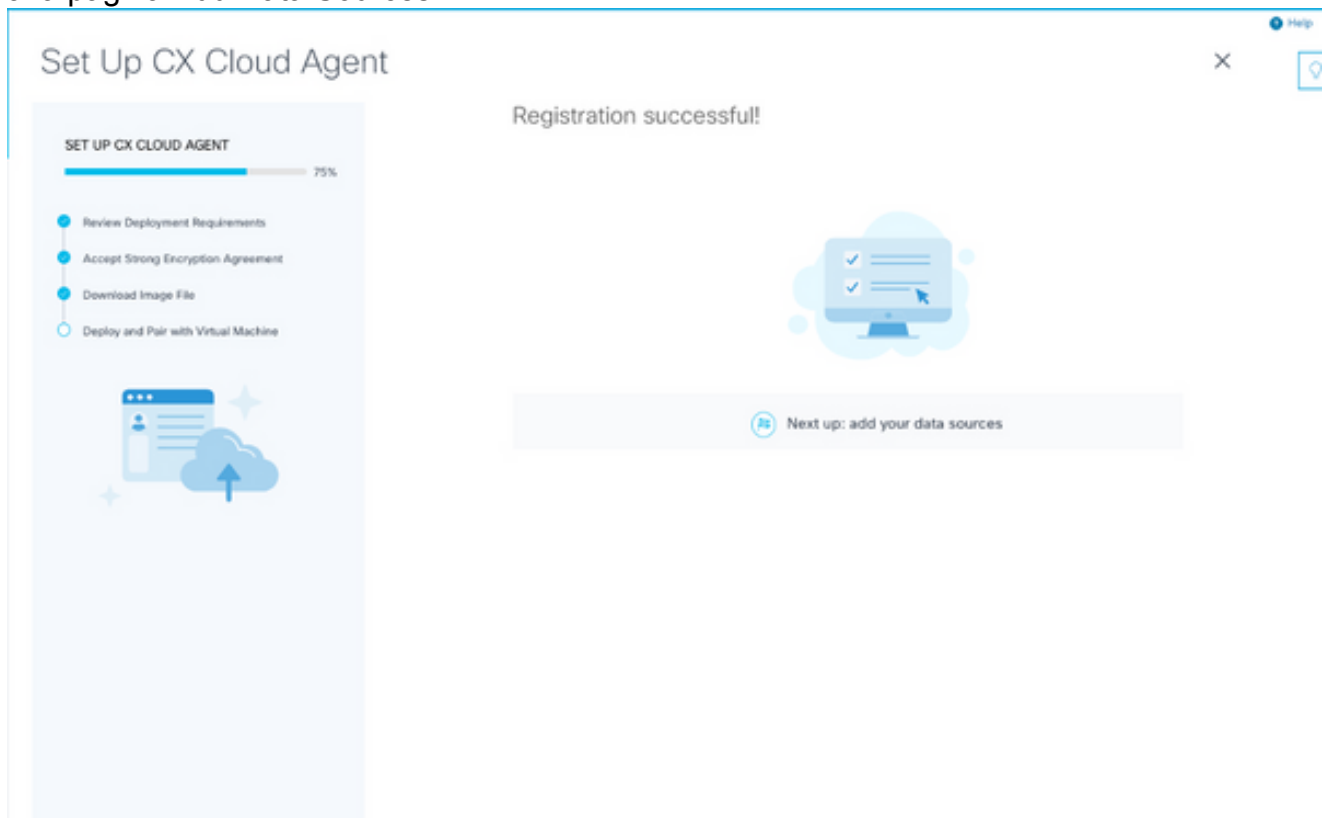 Help
Set Up CX Cloud Agent
SET UP CX CLOUD AGENT
75%
Review Deployment Requirements
Accept Strong Encryption Agreement
Download Image File
Deploy and Pair with Virtual Machine
Registration successful!
Next up: add your data sources